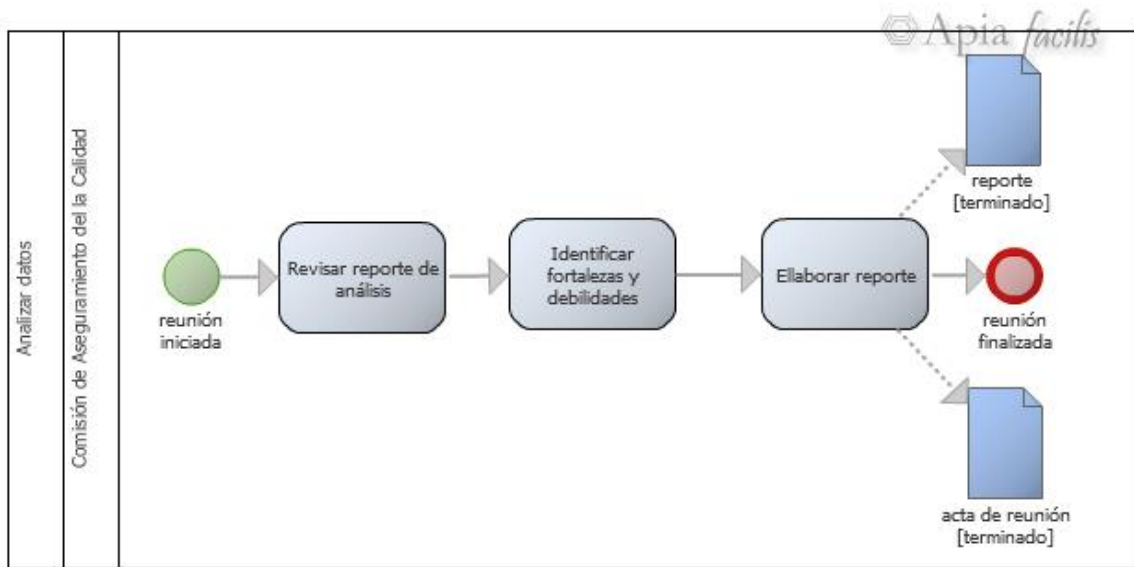 Apia facilis
Analizar datos
Comisión de Aseguramiento del la Calidad
reunión
iniciada
Revisar reporte de
análisis
Identificar
fortalezas y
debilidades
Ellaborar reporte
reporte
[terminado]
reunión
finalizada
acta de reunión
[terminado]